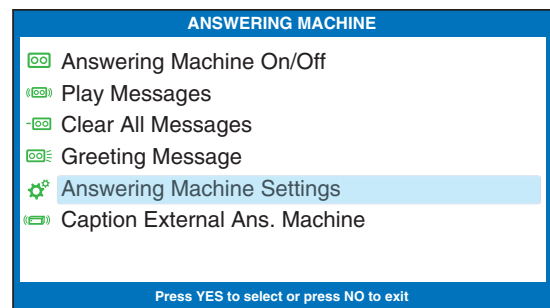 ANSWERING MACHINE
Answering Machine On/Off
Play Messages
Clear All Messages
Greeting Message
Answering Machine Settings
Caption External Ans. Machine
Press YES to select or press NO to exit